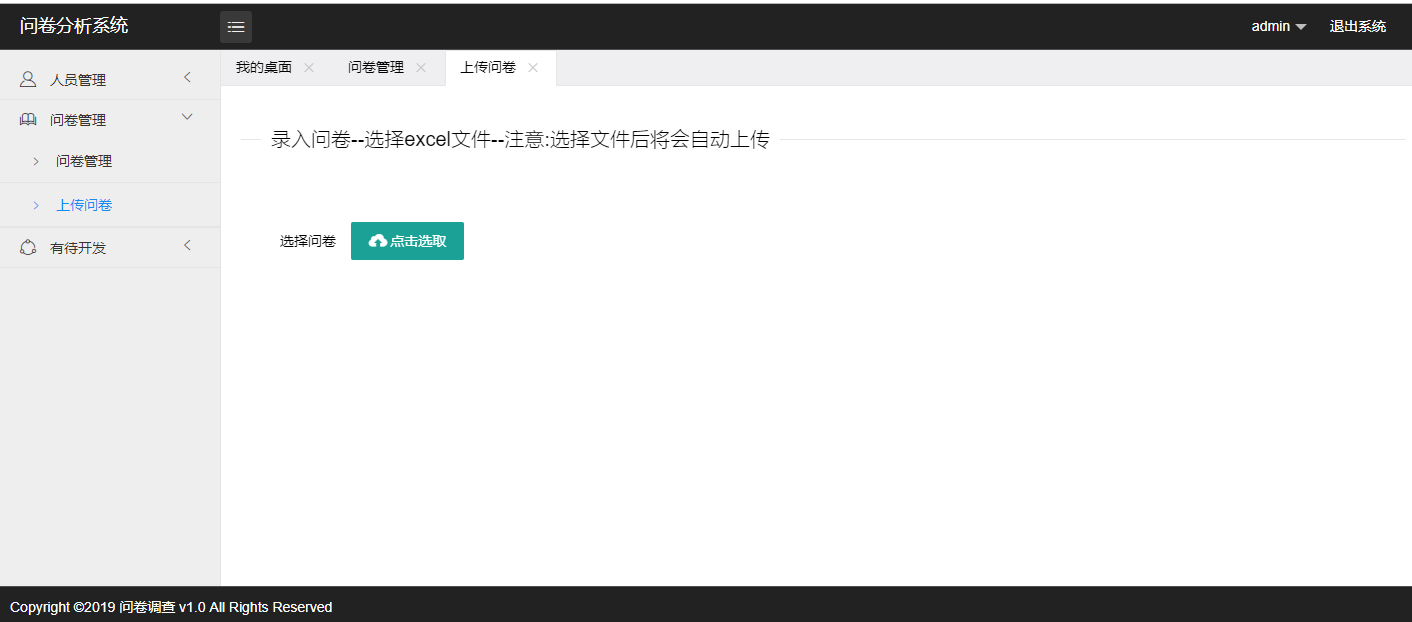 问卷分析系统
admin
退出系统
人员管理
问卷管理
问卷管理
上传问卷
有待开发
我的桌面
问卷管理
上传问卷
录入问卷--选择excel文件--注意:选择文件后将会自动上传
选择问卷
点击选取
Copyright ©2019 问卷调查 v1.0 All Rights Reserved